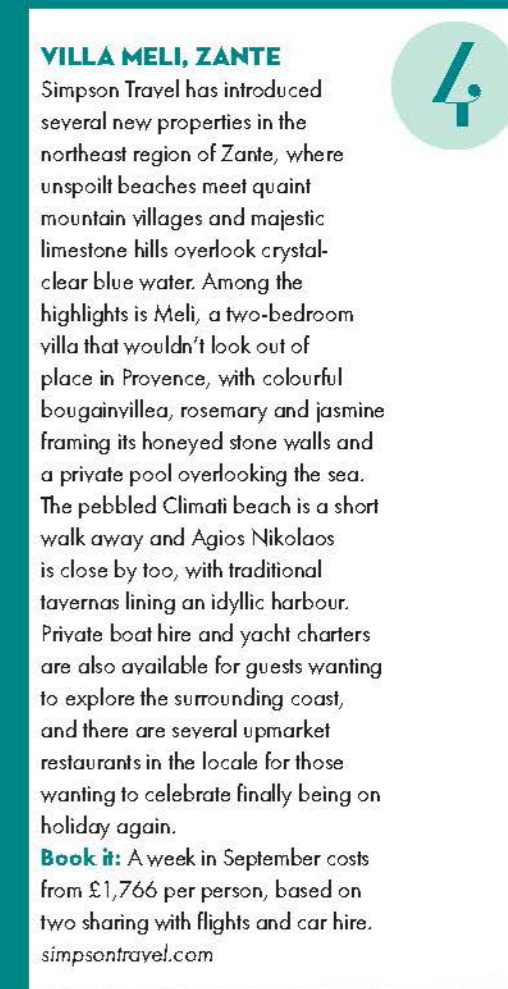 VILLA MELI, ZANTE
4
Simpson Travel has introduced
several new properties in the
northeast region of Zante, where
unspoilt beaches meet quaint
mountain villages and majestic
limestone hills overlook crystal-
clear blue water. Among the
highlights is Meli, a two-bedroom
villa that wouldn't look out of
place in Provence, with colourful
bougainvillea, rosemary and jasmine
framing its honeyed stone walls and
a private pool overlooking the sea.
The pebbled Climati beach is a short
walk away and Agios Nikolaos
is close by too, with traditional
tavernas lining an idyllic harbour.
Private boat hire and yacht charters
are also available for guests wanting
to explore the surrounding coast,
and there are several upmarket
restaurants in the locale for those
wanting to celebrate finally being on
holiday again.
Book it: A week in September costs
from £1,766 per person, based on
two sharing with flights and car hire.
simpsontravel.com